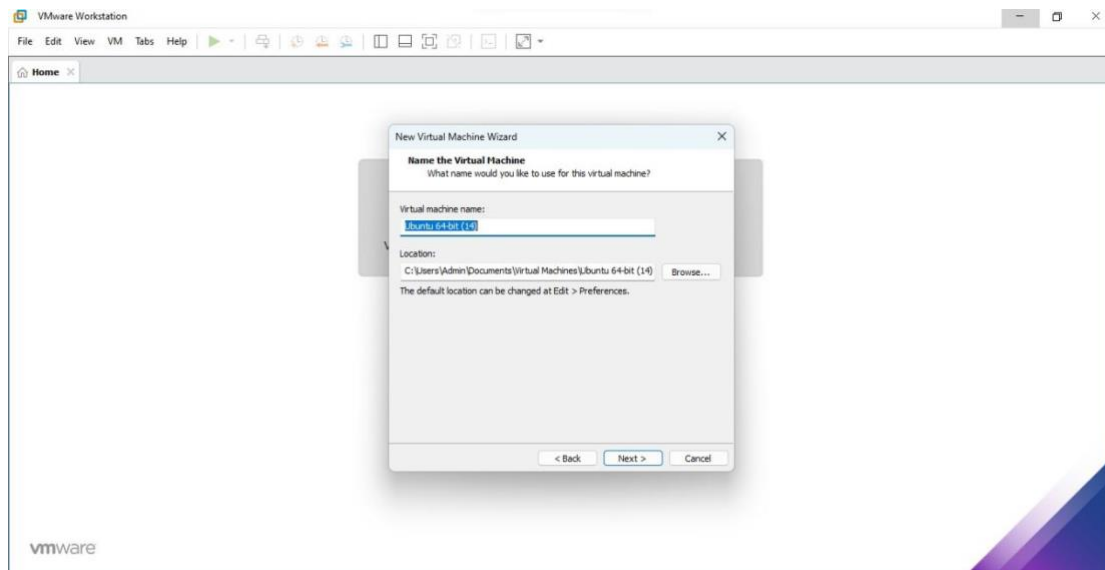 VMware Workstation
File Edit View VM Tabs Help
Home
New Virtual Machine Wizard
Name the Virtual Machine
What name would you like to use for this virtual machine?
Virtual machine name:
Ubuntu 64-bit (14)
Location:
C:\Users\Admin\Documents\Virtual Machines\Ubuntu 64-bit (14)
Browse...
The default location can be changed at Edit > Preferences.
< Back Next > Cancel
vmware